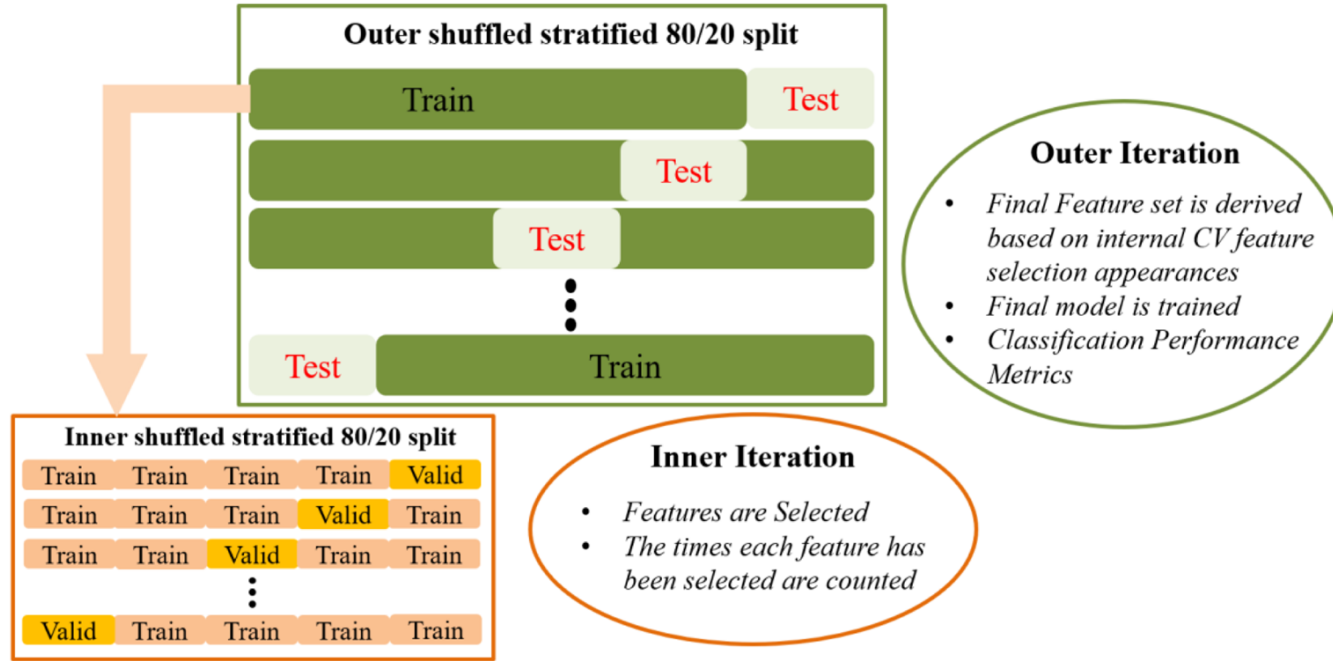 Outer shuffled stratified 80/20 split
Train Test
Test
Test
Test Train
Outer Iteration
• Final Feature set is derived
based on internal CV feature
selection appearances
• Final model is trained
• Classification Performance
Metrics
Inner shuffled stratified 80/20 split
Train Train Train Train Valid
Train Train Train Valid Train
Train Train Valid Train Train
Valid Train Train Train Train
Inner Iteration
• Features are Selected
• The times each feature has
been selected are counted